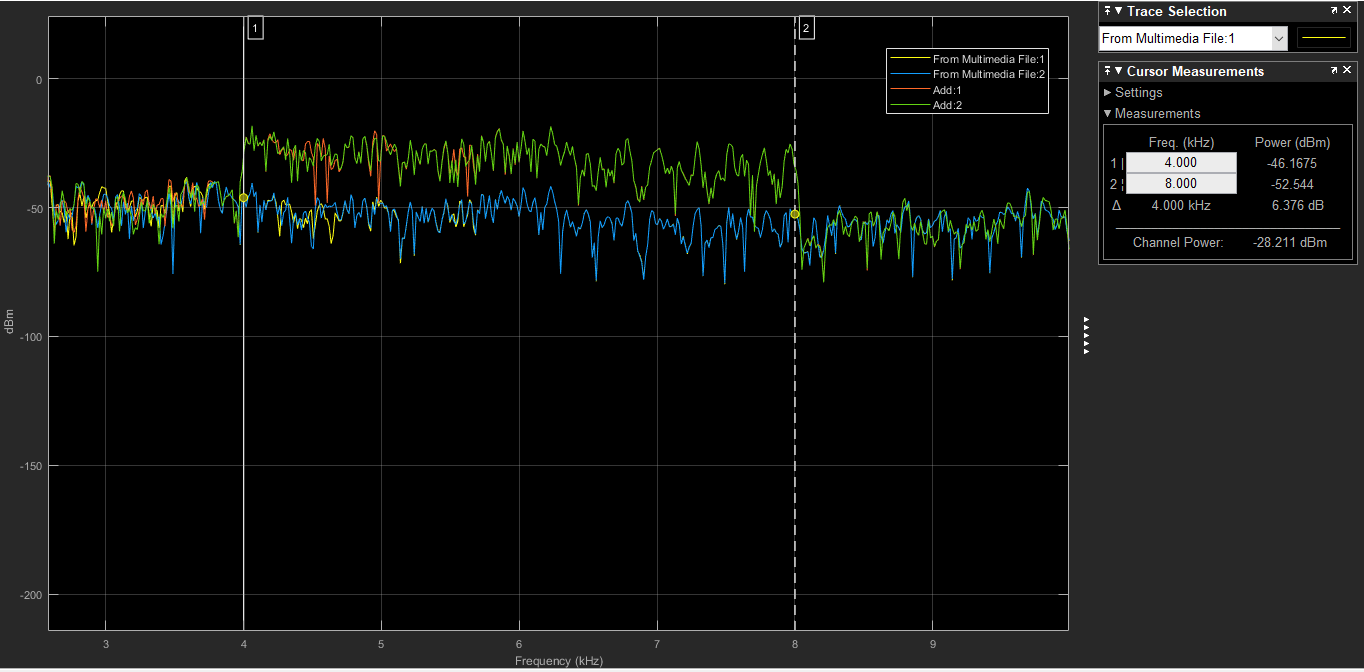 1
2
Trace Selection
From Multimedia File:1
From Multimedia File:1
From Multimedia File:2
Add:1
Add:2
Cursor Measurements
Settings
Measurements
Freq. (kHz) Power (dBm)
1 4.000 -46.1675
2 8.000 -52.544
Δ 4.000 kHz 6.376 dB
Channel Power: -28.211 dBm
0
-50
-100
-150
-200
dBm
3 4 5 6 7 8 9
Frequency (kHz)